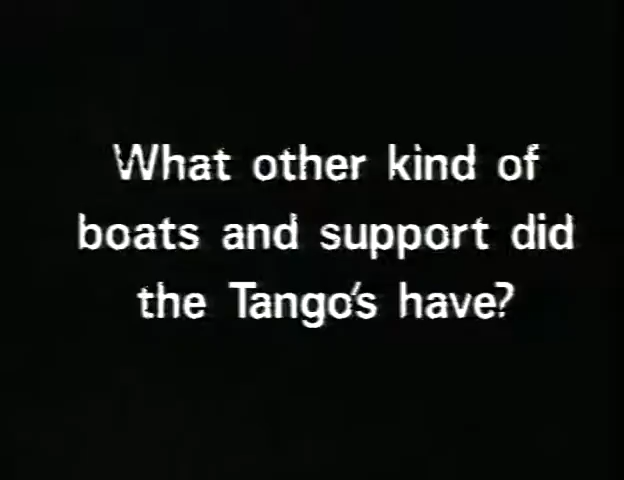 What other kind of
boats and support did
the Tango's have?